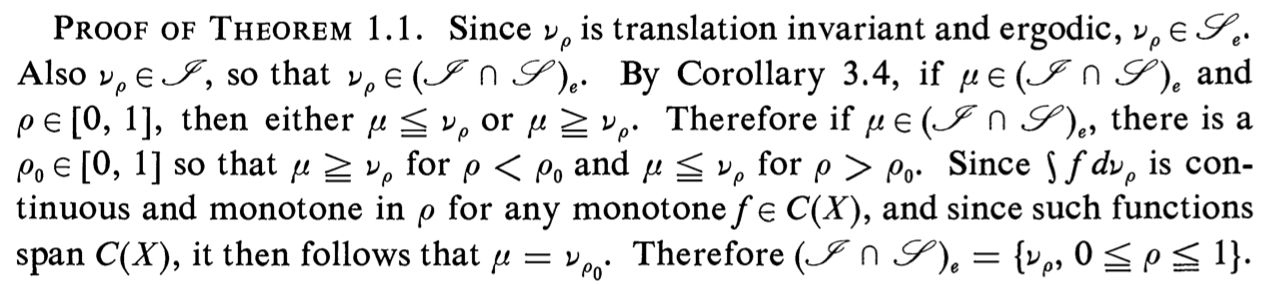 PROOF OF THEOREM 1.1. Since ν_ρ is translation invariant and ergodic, ν_ρ ∈ 𝒮_e.
Also ν_ρ ∈ ℐ, so that ν_ρ ∈ (ℐ ∩ 𝒮)_e. By Corollary 3.4, if μ ∈ (ℐ ∩ 𝒮)_e and
ρ ∈ [0, 1], then either μ ≦ ν_ρ or μ ≧ ν_ρ. Therefore if μ ∈ (ℐ ∩ 𝒮)_e, there is a
ρ_0 ∈ [0, 1] so that μ ≧ ν_ρ for ρ < ρ_0 and μ ≦ ν_ρ for ρ > ρ_0. Since ∫ f dν_ρ is con-
tinuous and monotone in ρ for any monotone f ∈ C(X), and since such functions
span C(X), it then follows that μ = ν_{ρ_0}. Therefore (ℐ ∩ 𝒮)_e = {ν_ρ, 0 ≦ ρ ≦ 1}.